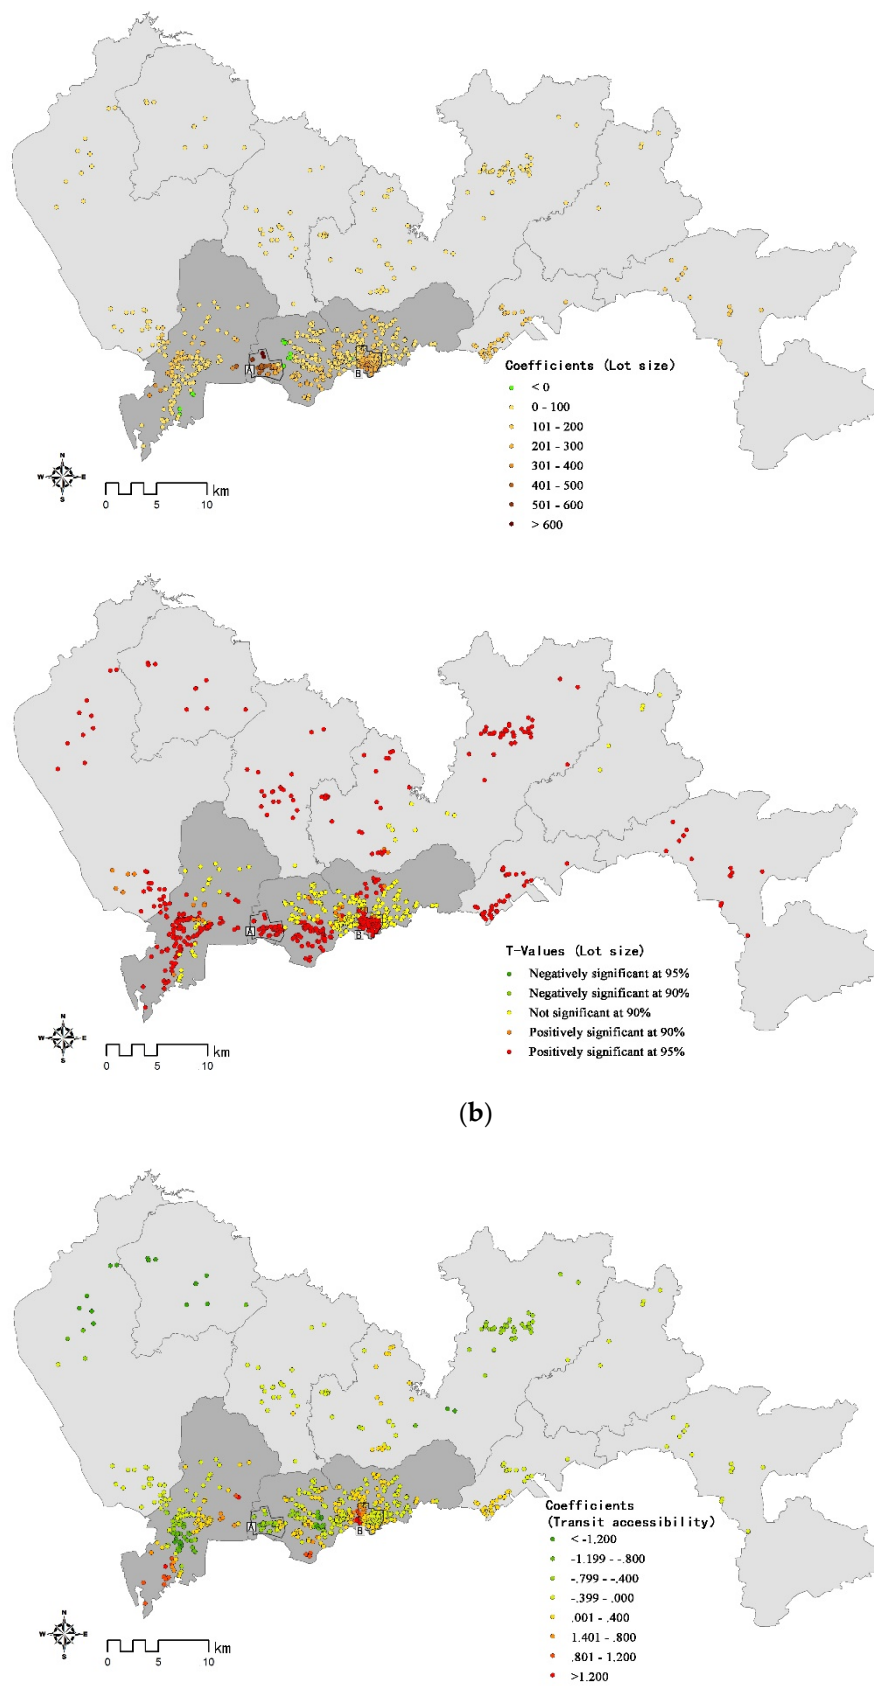 A
B
Coefficients (Lot size)
< 0
0 - 100
101 - 200
201 - 300
301 - 400
401 - 500
501 - 600
> 600
N
W E
S
km
0 5 10
A
B
T-Values (Lot size)
Negatively significant at 95%
Negatively significant at 90%
Not significant at 90%
Positively significant at 90%
Positively significant at 95%
N
W E
S
km
0 5 10
(b)
A
B
Coefficients
(Transit accessibility)
< -1.200
-1.199 - -.800
-.799 - -.400
-.399 - .000
.001 - .400
1.401 - .800
.801 - 1.200
>1.200
N
W E
S
km
0 5 10